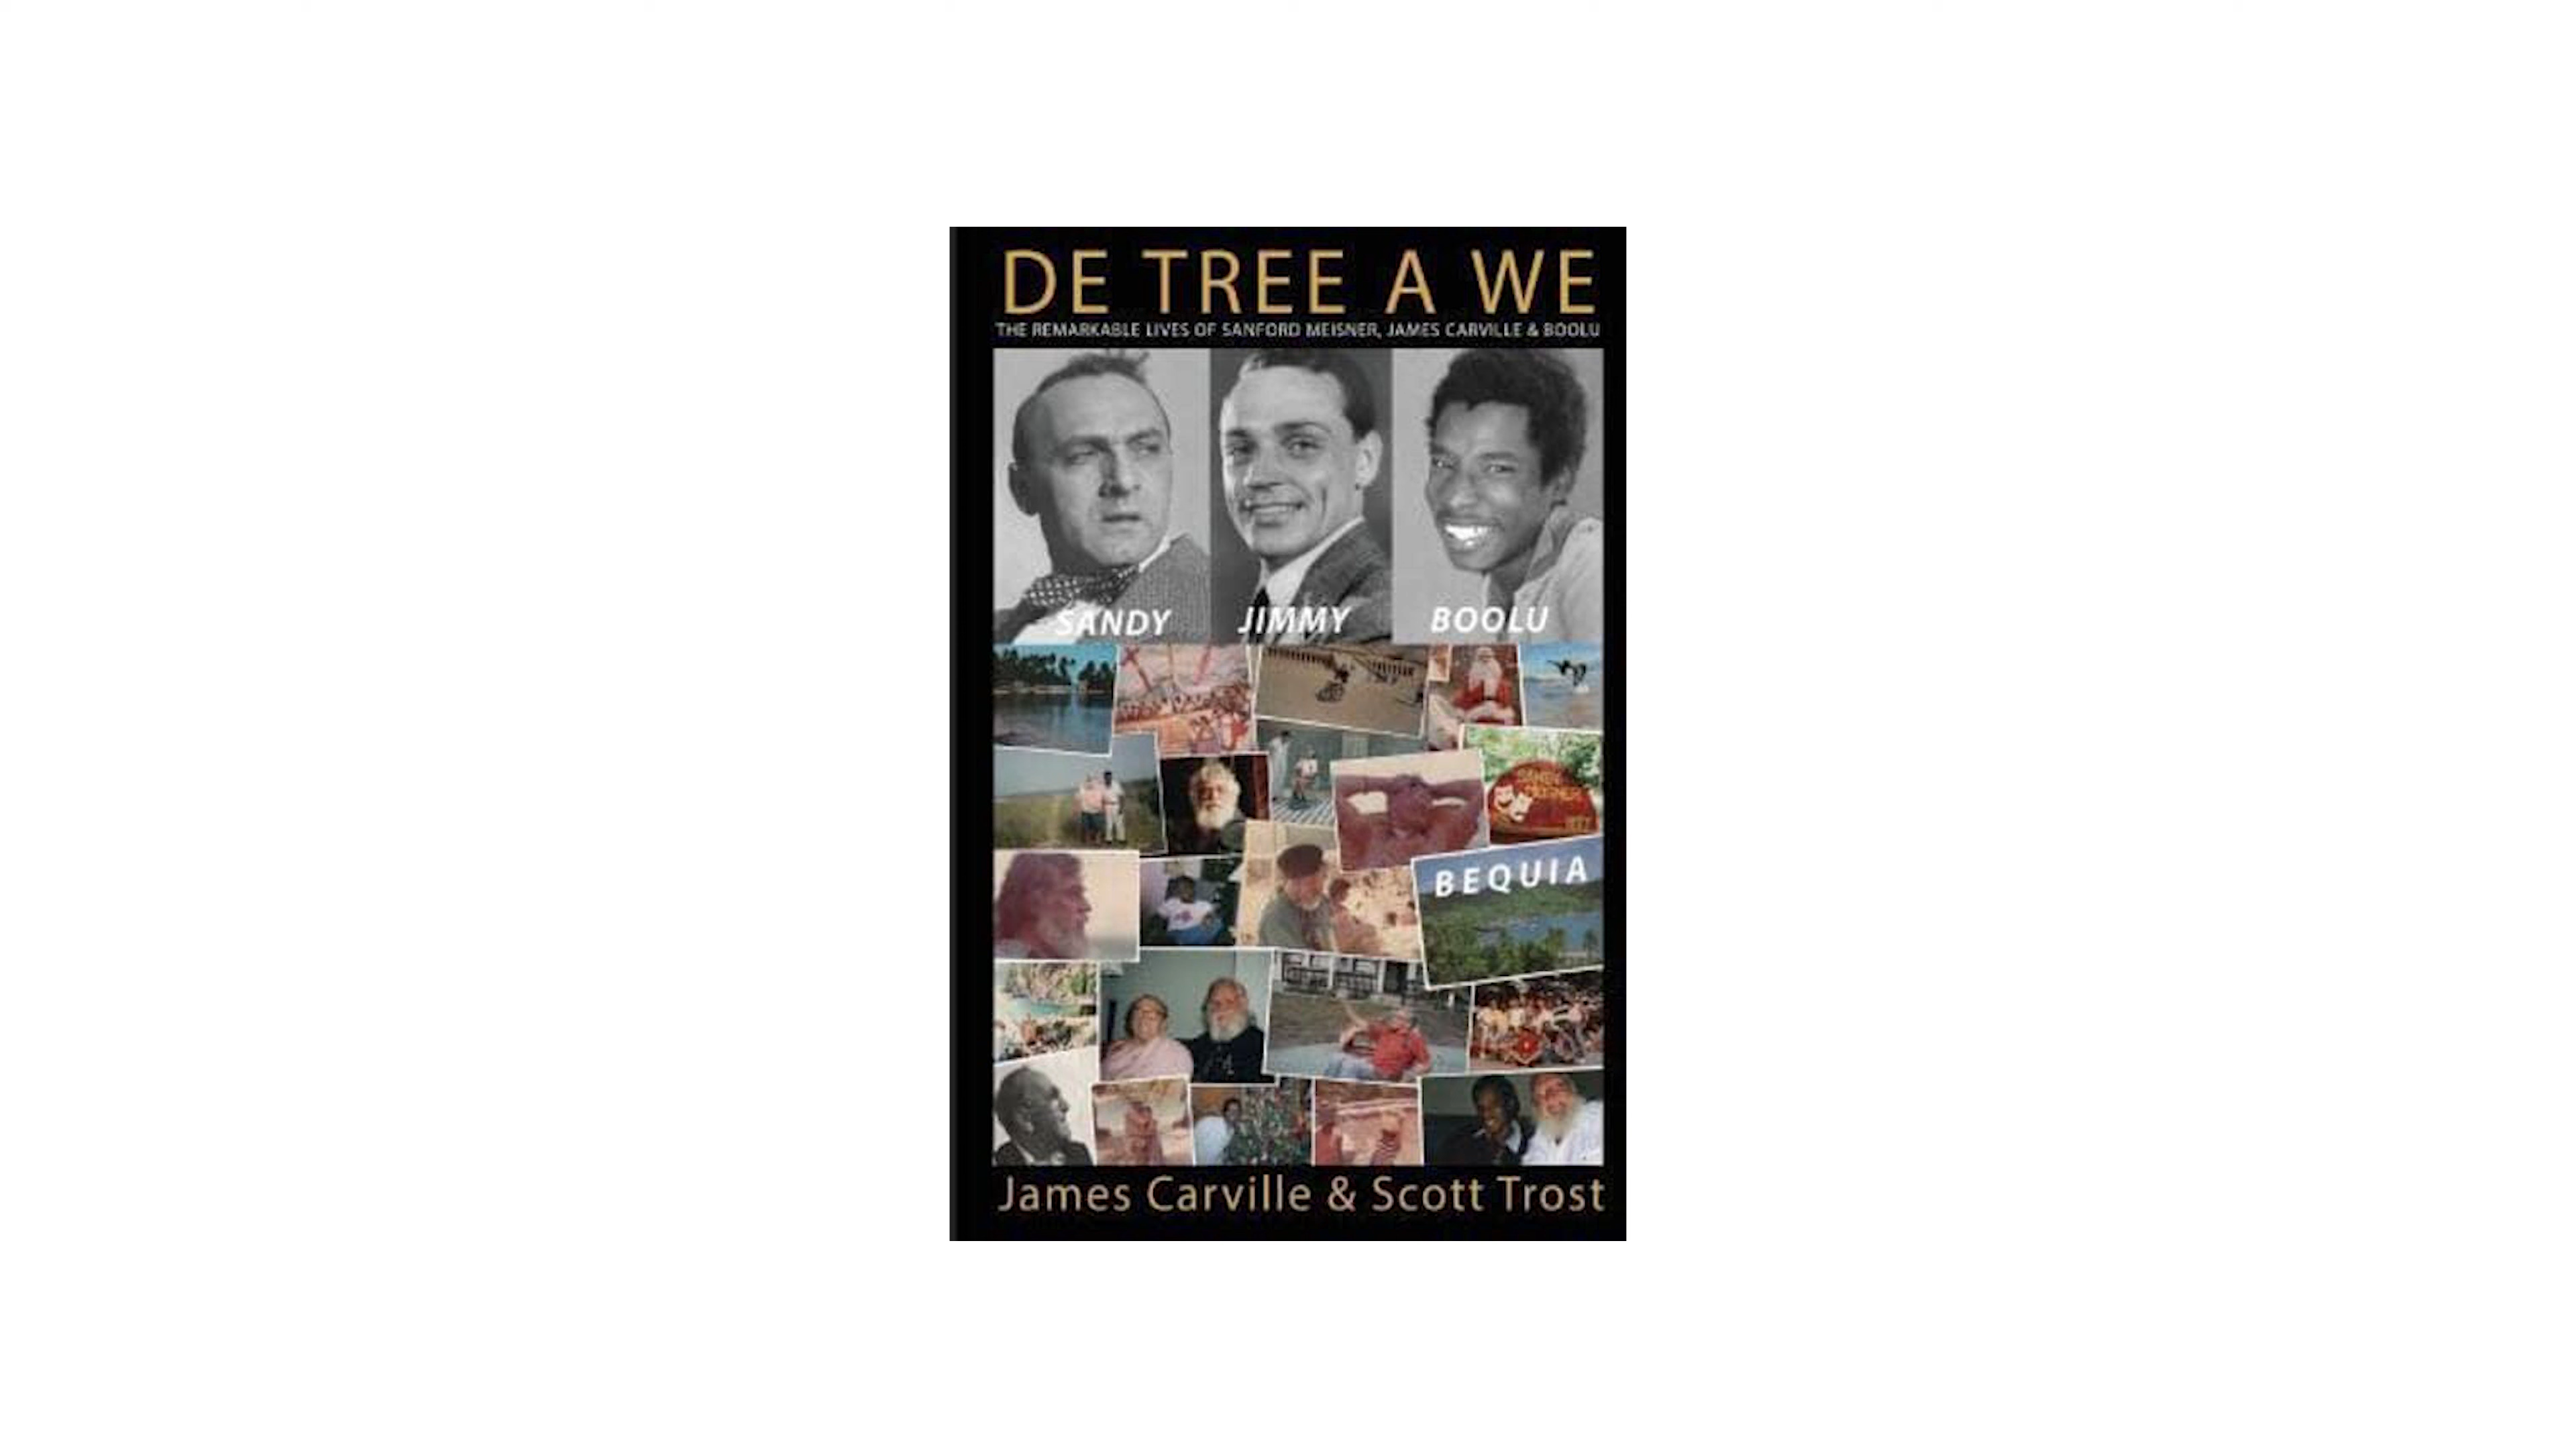 DE TREE A WE
THE REMARKABLE LIVES OF SANFORD MEISNER, JAMES CARVILLE & BOOLU
SANDY JIMMY BOOLU
BEQUIA
James Carville & Scott Trost